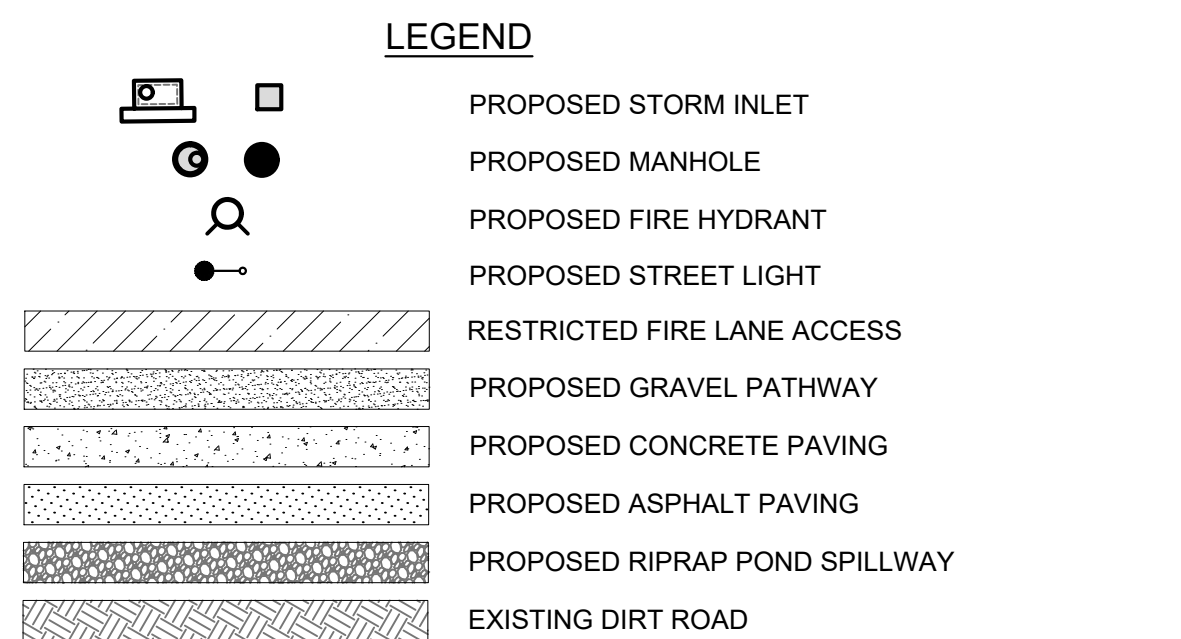 LEGEND
PROPOSED STORM INLET
PROPOSED MANHOLE
PROPOSED FIRE HYDRANT
PROPOSED STREET LIGHT
RESTRICTED FIRE LANE ACCESS
PROPOSED GRAVEL PATHWAY
PROPOSED CONCRETE PAVING
PROPOSED ASPHALT PAVING
PROPOSED RIPRAP POND SPILLWAY
EXISTING DIRT ROAD